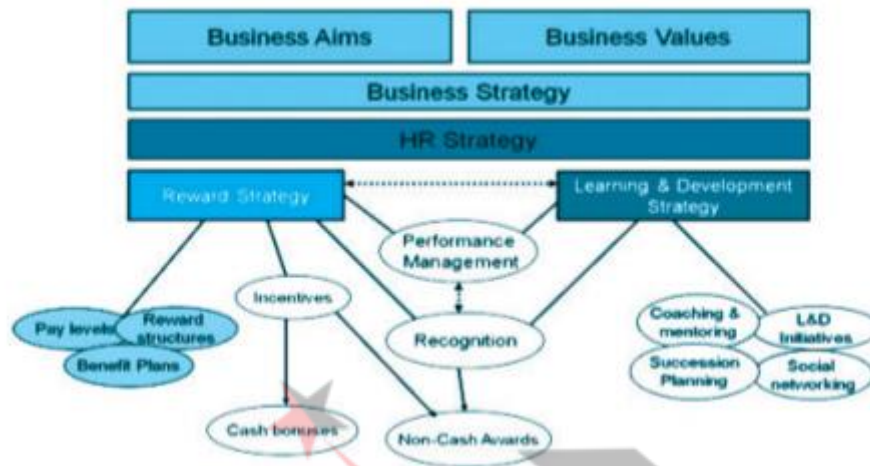 Business Aims
Business Values
Business Strategy
HR Strategy
Reward Strategy
Learning & Development
Strategy
Performance
Management
Incentives
Pay levels
Reward
structures
Benefit Plans
Recognition
Coaching &
mentoring
L&D
Initiatives
Succession
Planning
Social
networking
Cash bonuses
Non-Cash Awards